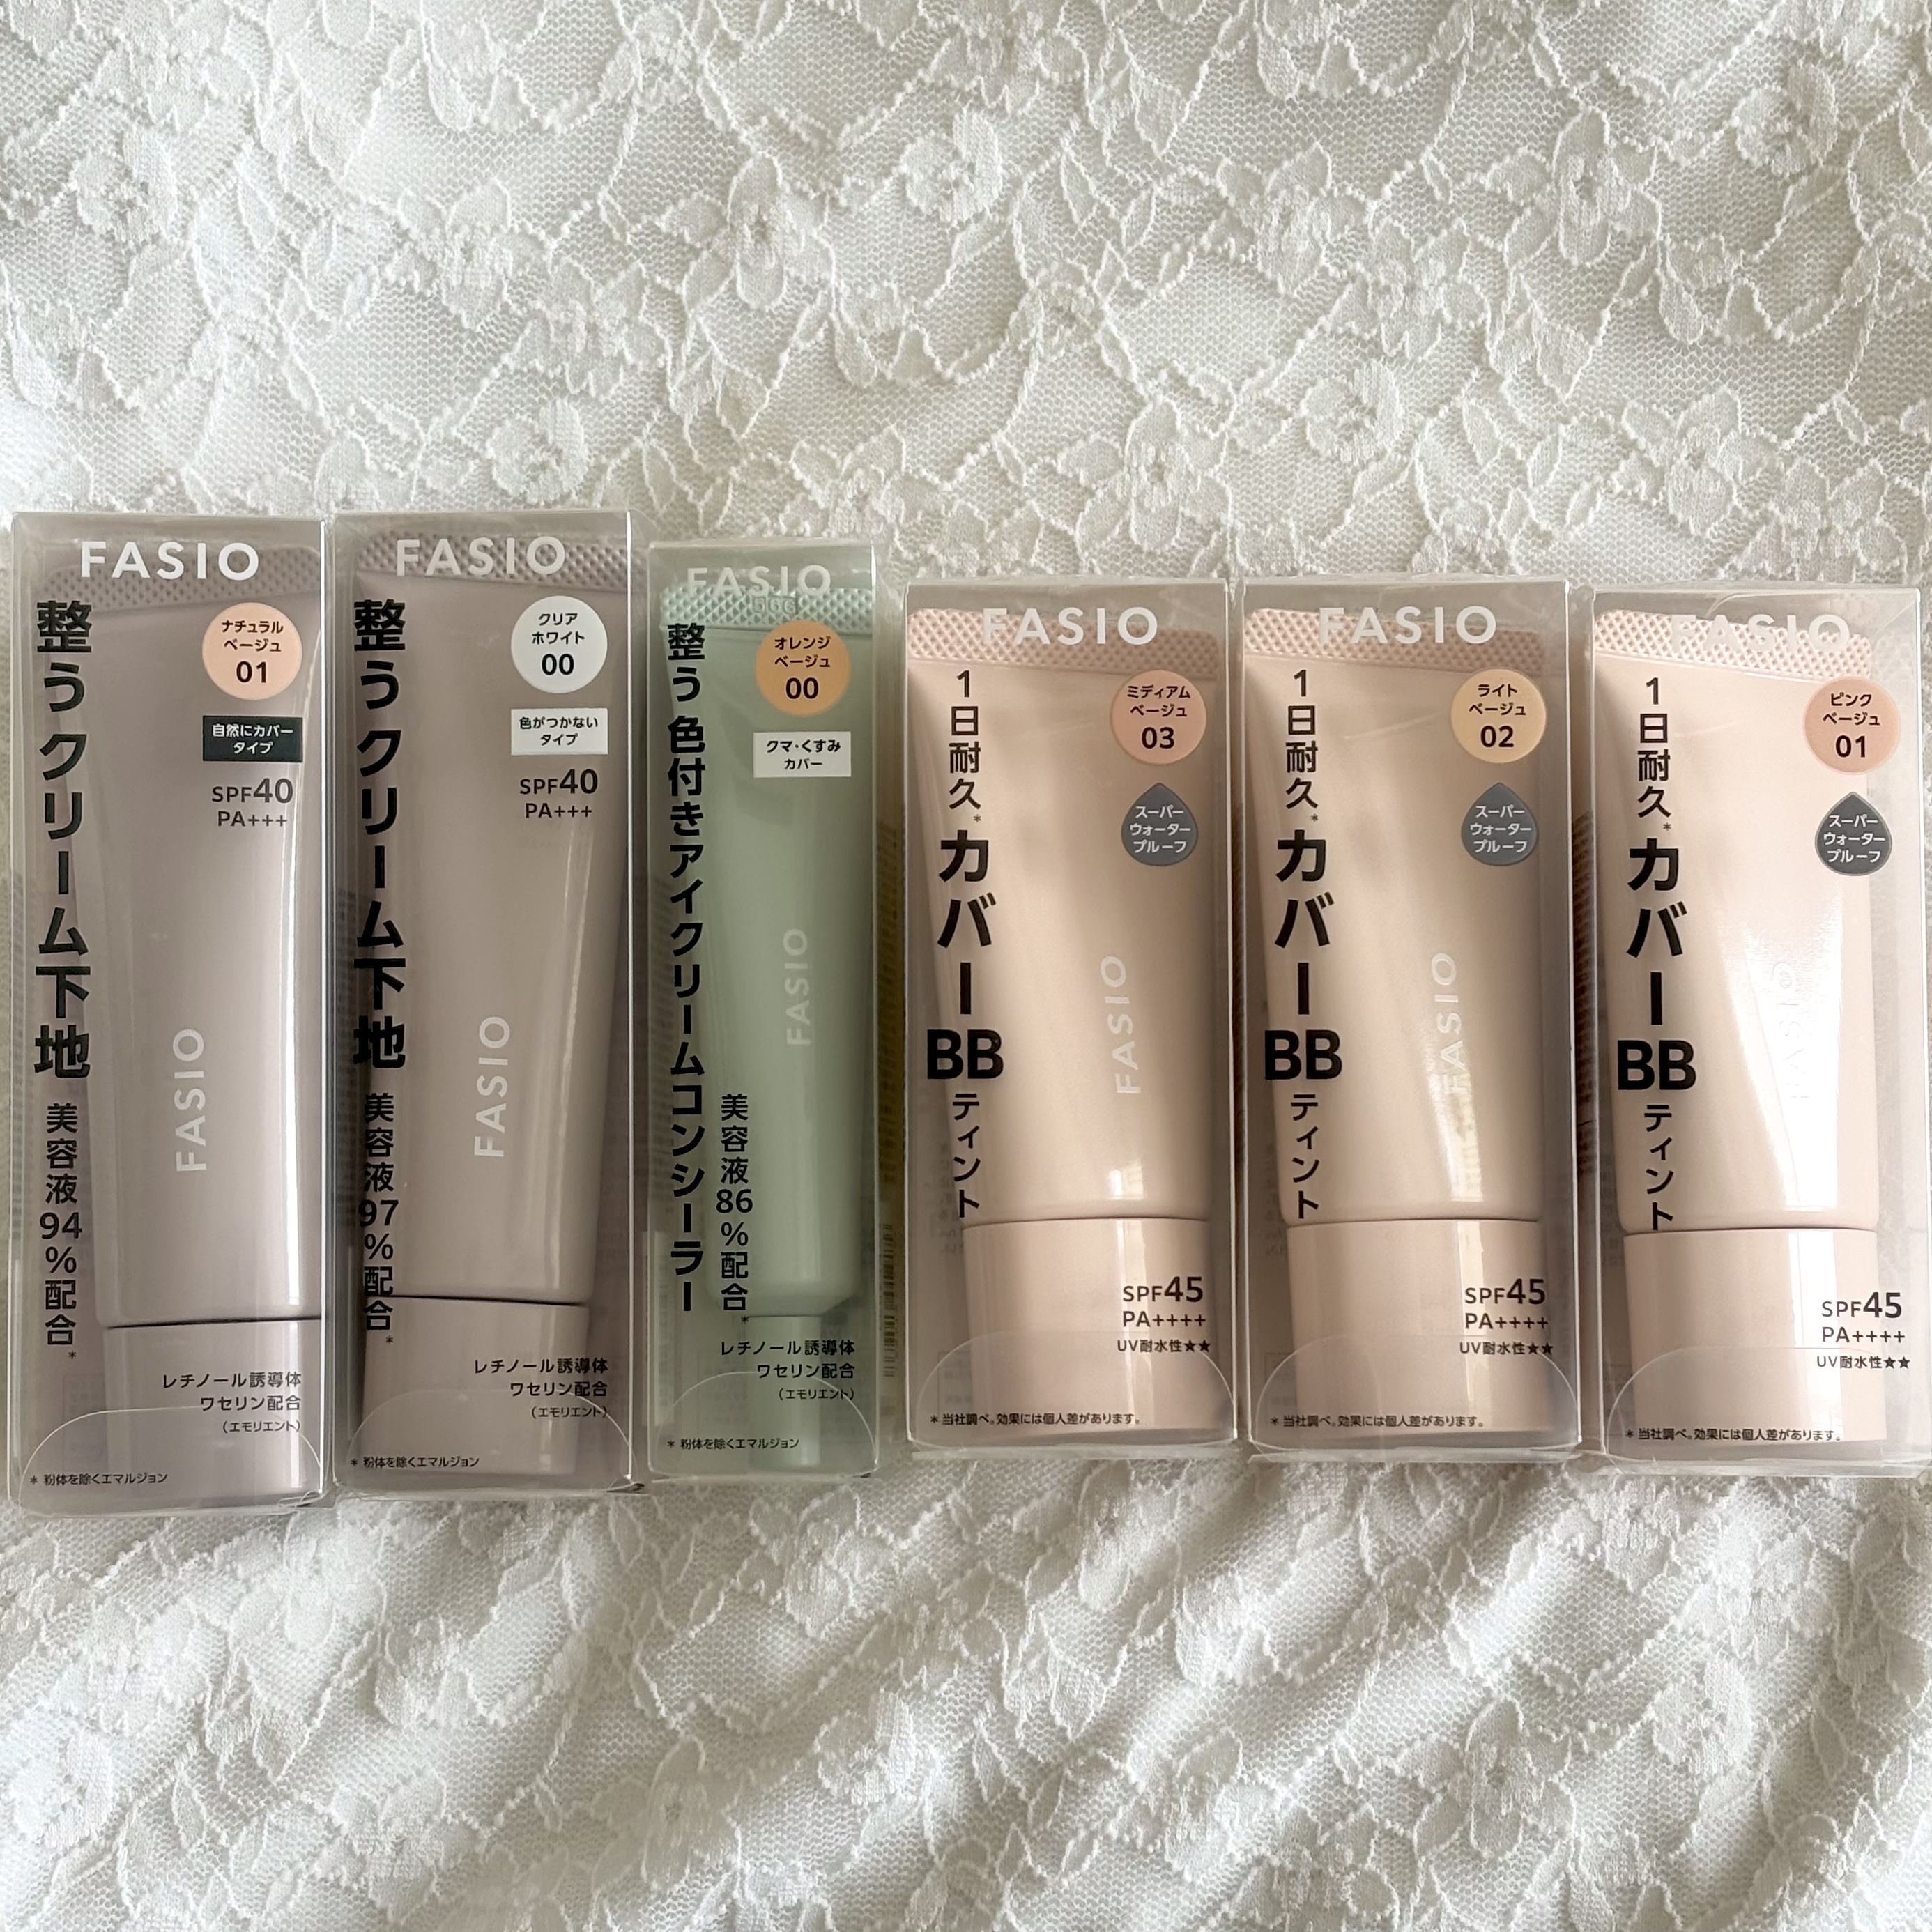 FASIO
ナチュラル
ベージュ
01
自然にカバー
タイプ
SPF40
PA+++
整うクリーム下地
美容液94%配合*
FASIO
レチノール誘導体
ワセリン配合
(エモリエント)
* 粉体を除くエマルジョン
FASIO
クリア
ホワイト
00
色がつかない
タイプ
SPF40
PA+++
整うクリーム下地
美容液97%配合*
FASIO
レチノール誘導体
ワセリン配合
(エモリエント)
* 粉体を除くエマルジョン
FASIO
オレンジ
ベージュ
00
クマ・くすみ
カバー
整う色付きアイクリームコンシーラー
美容液86%配合*
FASIO
レチノール誘導体
ワセリン配合
(エモリエント)
* 粉体を除くエマルジョン
FASIO
ミディアム
ベージュ
03
スーパー
ウォーター
プルーフ
1日耐久*カバーBBティント
FASIO
SPF45
PA++++
UV耐水性★★
* 当社調べ。効果には個人差があります。
FASIO
ライト
ベージュ
02
スーパー
ウォーター
プルーフ
1日耐久*カバーBBティント
FASIO
SPF45
PA++++
UV耐水性★★
* 当社調べ。効果には個人差があります。
FASIO
ピンク
ベージュ
01
スーパー
ウォーター
プルーフ
1日耐久*カバーBBティント
FASIO
SPF45
PA++++
UV耐水性★★
* 当社調べ。効果には個人差があります。